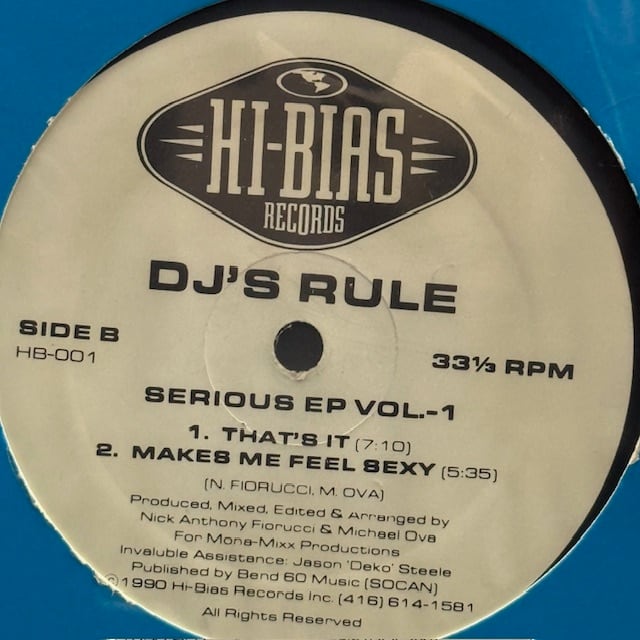 HI-BIAS
RECORDS
DJ'S RULE
SIDE B
HB-001
33⅓ RPM
SERIOUS EP VOL.-1
1. THAT'S IT (7:10)
2. MAKES ME FEEL SEXY (5:35)
(N. FIORUCCI, M. OVA)
Produced, Mixed, Edited & Arranged by
Nick Anthony Fiorucci & Michael Ova
For Mona-Mixx Productions
Invaluble Assistance: Jason 'Deko' Steele
Published by Bend 60 Music (SOCAN)
℗1990 Hi-Bias Records Inc. (416) 614-1581
All Rights Reserved